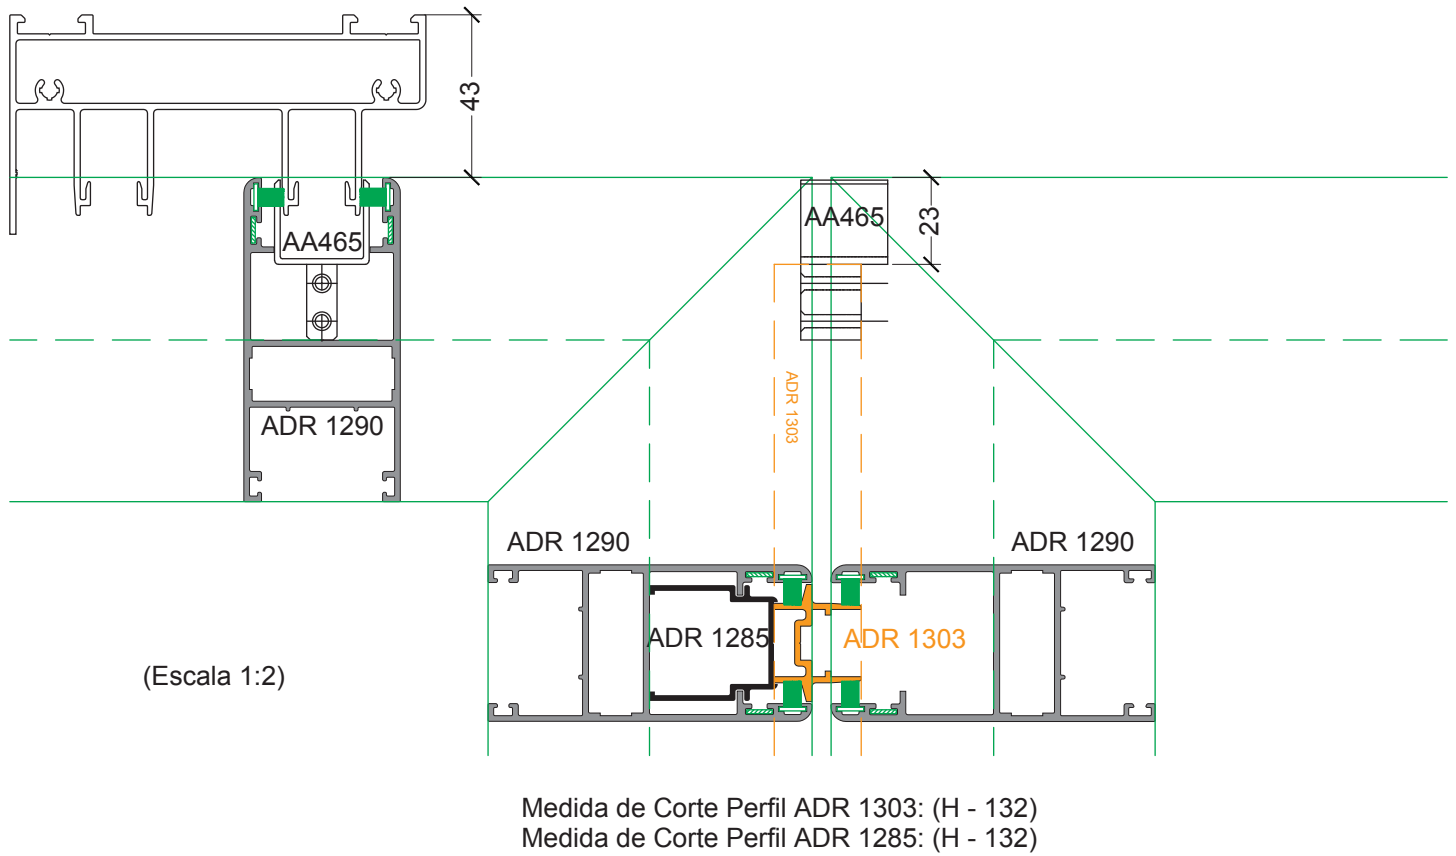 43
AA465
AA465
23
ADR 1303
ADR 1290
ADR 1290
ADR 1290
ADR 1285
ADR 1303
(Escala 1:2)
Medida de Corte Perfil ADR 1303: (H - 132)
Medida de Corte Perfil ADR 1285: (H - 132)